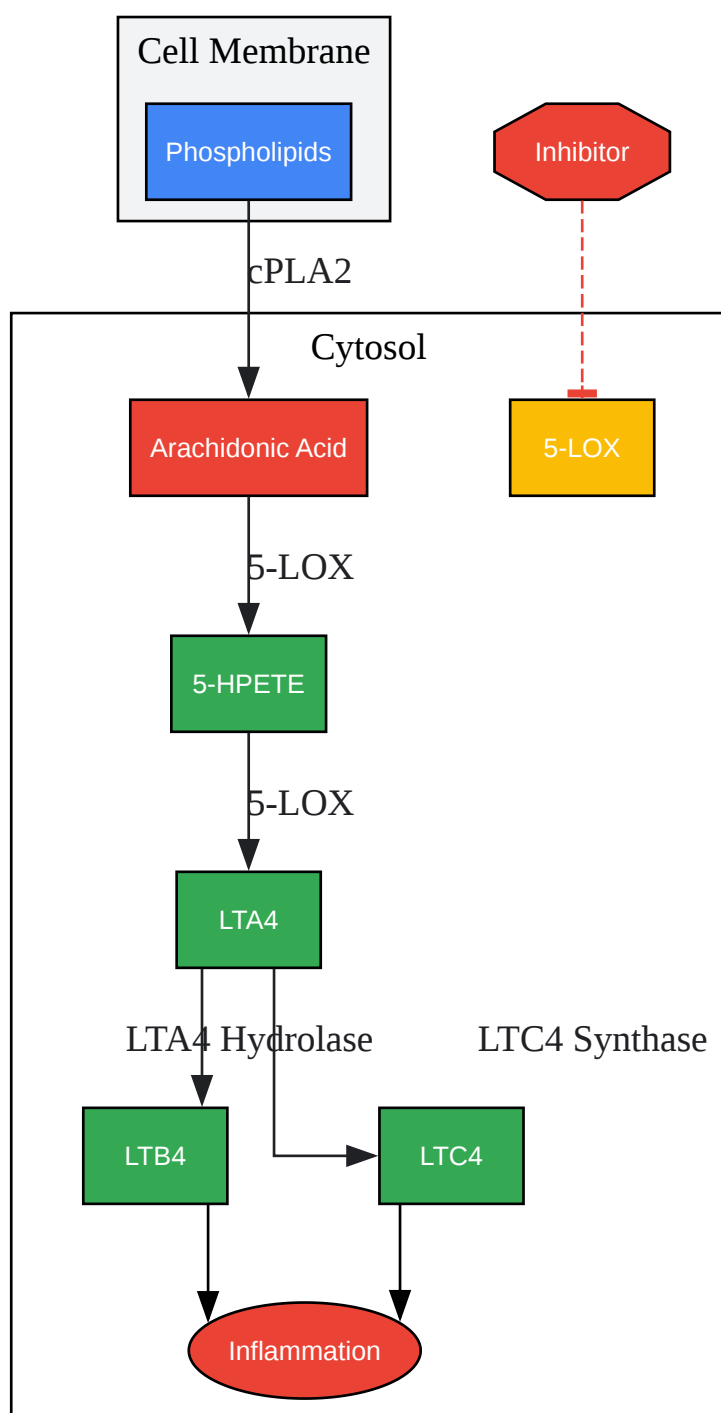 Cell Membrane
Phospholipids
Inhibitor
cPLA2
Cytosol
Arachidonic Acid
5-LOX
5-LOX
5-HPETE
5-LOX
LTA4
LTA4 Hydrolase
LTC4 Synthase
LTB4
LTC4
Inflammation